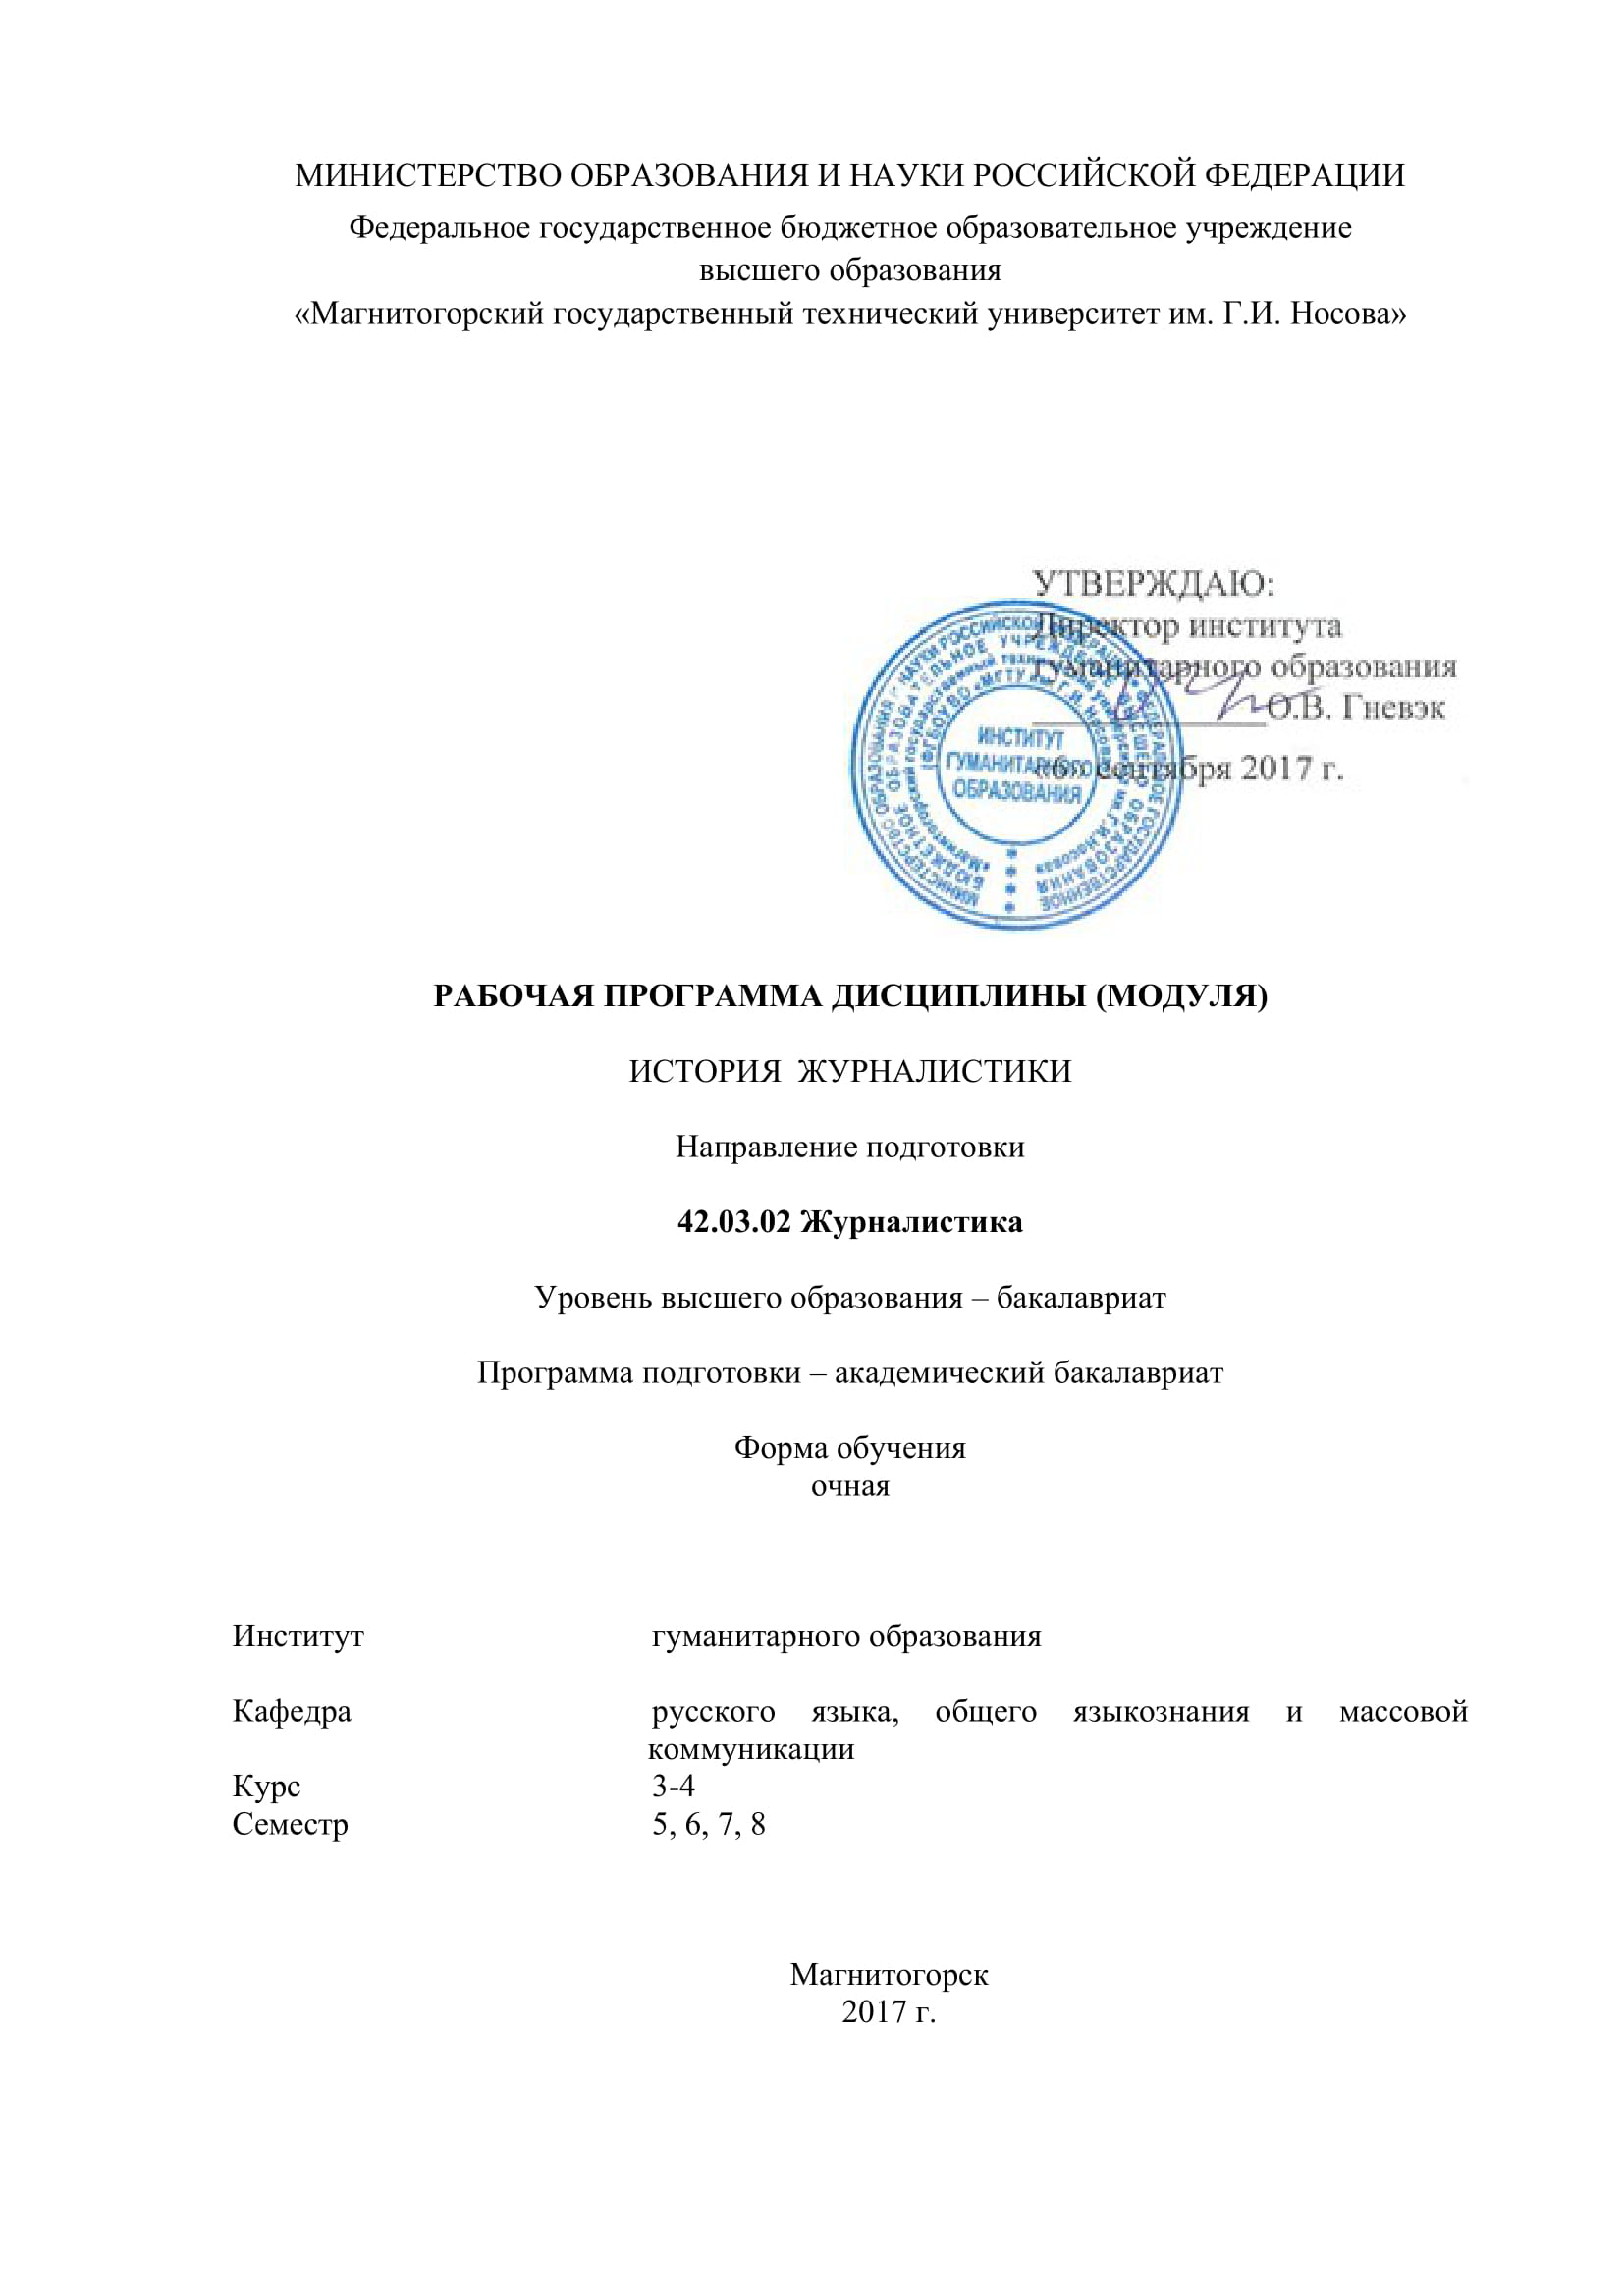 МИНИСТЕРСТВО ОБРАЗОВАНИЯ И НАУКИ РОССИЙСКОЙ ФЕДЕРАЦИИ
Федеральное государственное бюджетное образовательное учреждение
высшего образования
«Магнитогорский государственный технический университет им. Г.И. Носова»
УТВЕРЖДАЮ:
Директор института
гуманитарного образования
О.В. Гневэк
«6» сентября 2017 г.
ИНСТИТУТ
ГУМАНИТАРНОГО
ОБРАЗОВАНИЯ
РАБОЧАЯ ПРОГРАММА ДИСЦИПЛИНЫ (МОДУЛЯ)
ИСТОРИЯ ЖУРНАЛИСТИКИ
Направление подготовки
42.03.02 Журналистика
Уровень высшего образования – бакалавриат
Программа подготовки – академический бакалавриат
Форма обучения
очная
Институт гуманитарного образования
Кафедра русского языка, общего языкознания и массовой
коммуникации
Курс 3-4
Семестр 5, 6, 7, 8
Магнитогорск
2017 г.